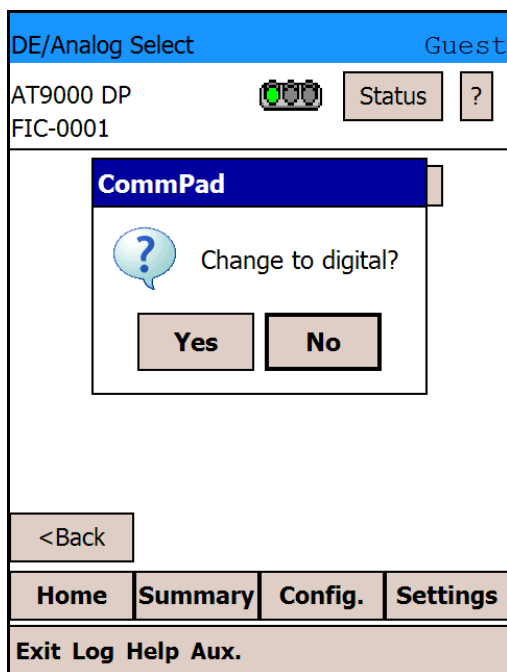 DE/Analog Select Guest
AT9000 DP Status ?
FIC-0001
CommPad
? Change to digital?
Yes No
<Back
Home Summary Config. Settings
Exit Log Help Aux.